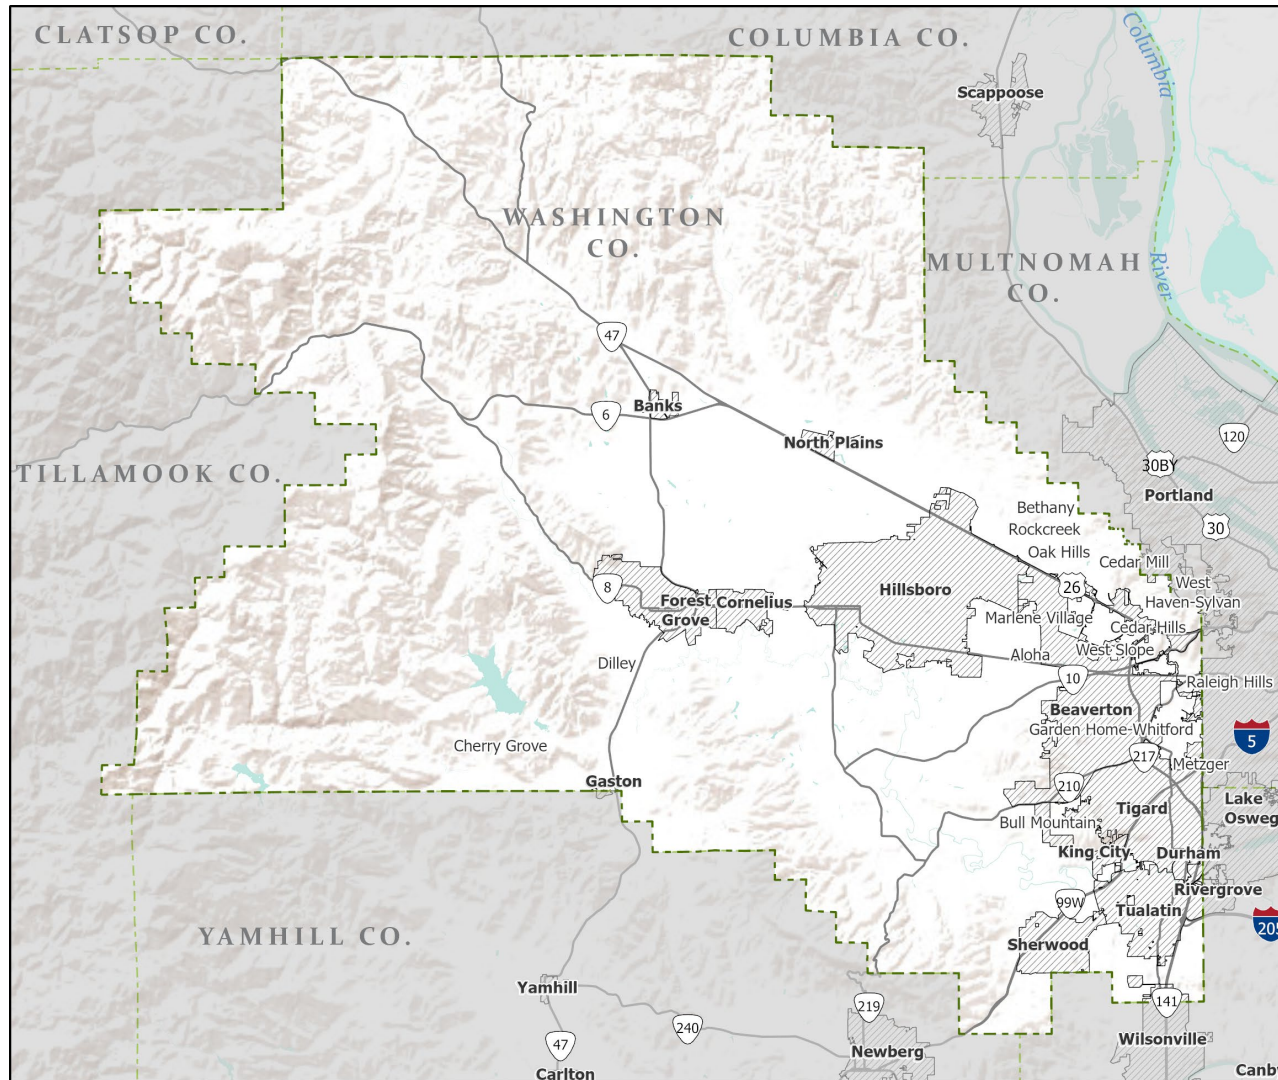 CLATSOP CO.
COLUMBIA CO.
Columbia
River
Scappoose
WASHINGTON
CO.
MULTNOMAH
CO.
47
Banks
6
North Plains
120
30BY
Portland
30
TILLAMOOK CO.
Bethany
Rockcreek
Oak Hills
Cedar Mill
West
Haven-Sylvan
26
Hillsboro
8
Forest
Grove
Cornelius
Marlene Village
Cedar Hills
West Slope
Aloha
Dilley
10
Raleigh Hills
Beaverton
Garden Home-Whitford
5
Cherry Grove
217
Metzger
Gaston
210
Tigard
Lake
Osweg
Bull Mountain
King City
Durham
Rivergrove
99W
Tualatin
205
YAMHILL CO.
Sherwood
Yamhill
219
141
240
47
Newberg
Wilsonville
Carlton
Canb